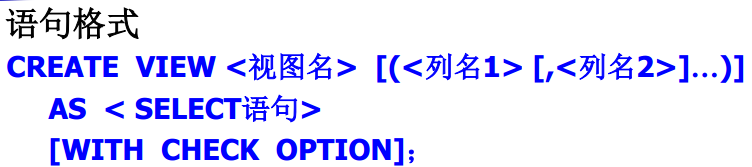 语句格式
CREATE VIEW <视图名> [(<列名1> [,<列名2>]…)]
AS < SELECT语句>
[WITH CHECK OPTION]；